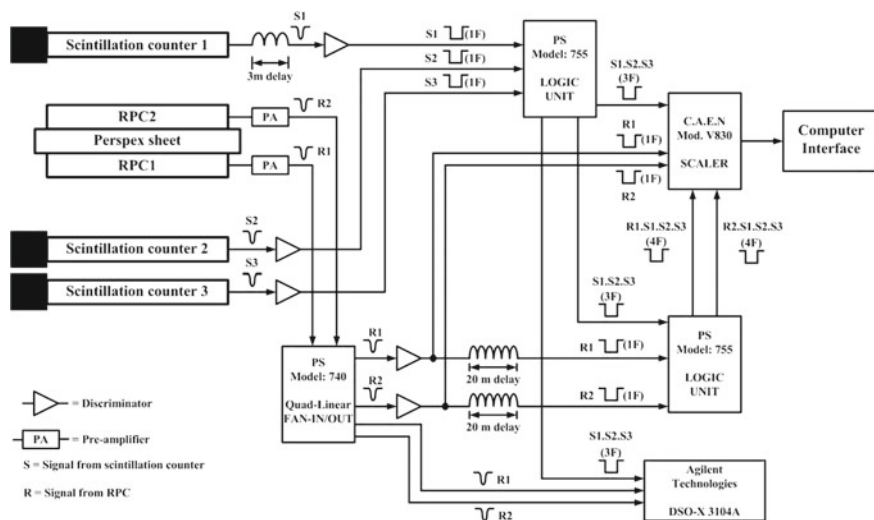 S1
Scintillation counter 1
3m delay
S1 (1F)
S2 (1F)
S3 (1F)
PS
Model: 755
LOGIC
UNIT
S1.S2.S3
(3F)
R1
(1F)
(1F)
R2
C.A.E.N
Mod. V830
SCALER
Computer
Interface
RPC2
PA
R2
Perspex sheet
RPC1
PA
R1
S2
Scintillation counter 2
S3
Scintillation counter 3
R1.S1.S2.S3
(4F)
R2.S1.S2.S3
(4F)
S1.S2.S3
(3F)
PS
Model: 740
Quad-Linear
FAN-IN/OUT
R1
R2
20 m delay
20 m delay
R1 (1F)
R2 (1F)
PS
Model: 755
LOGIC
UNIT
S1.S2.S3
(3F)
R1
R2
Agilent
Technologies
DSO-X 3104A
= Discriminator
PA = Pre-amplifier
S = Signal from scintillation counter
R = Signal from RPC